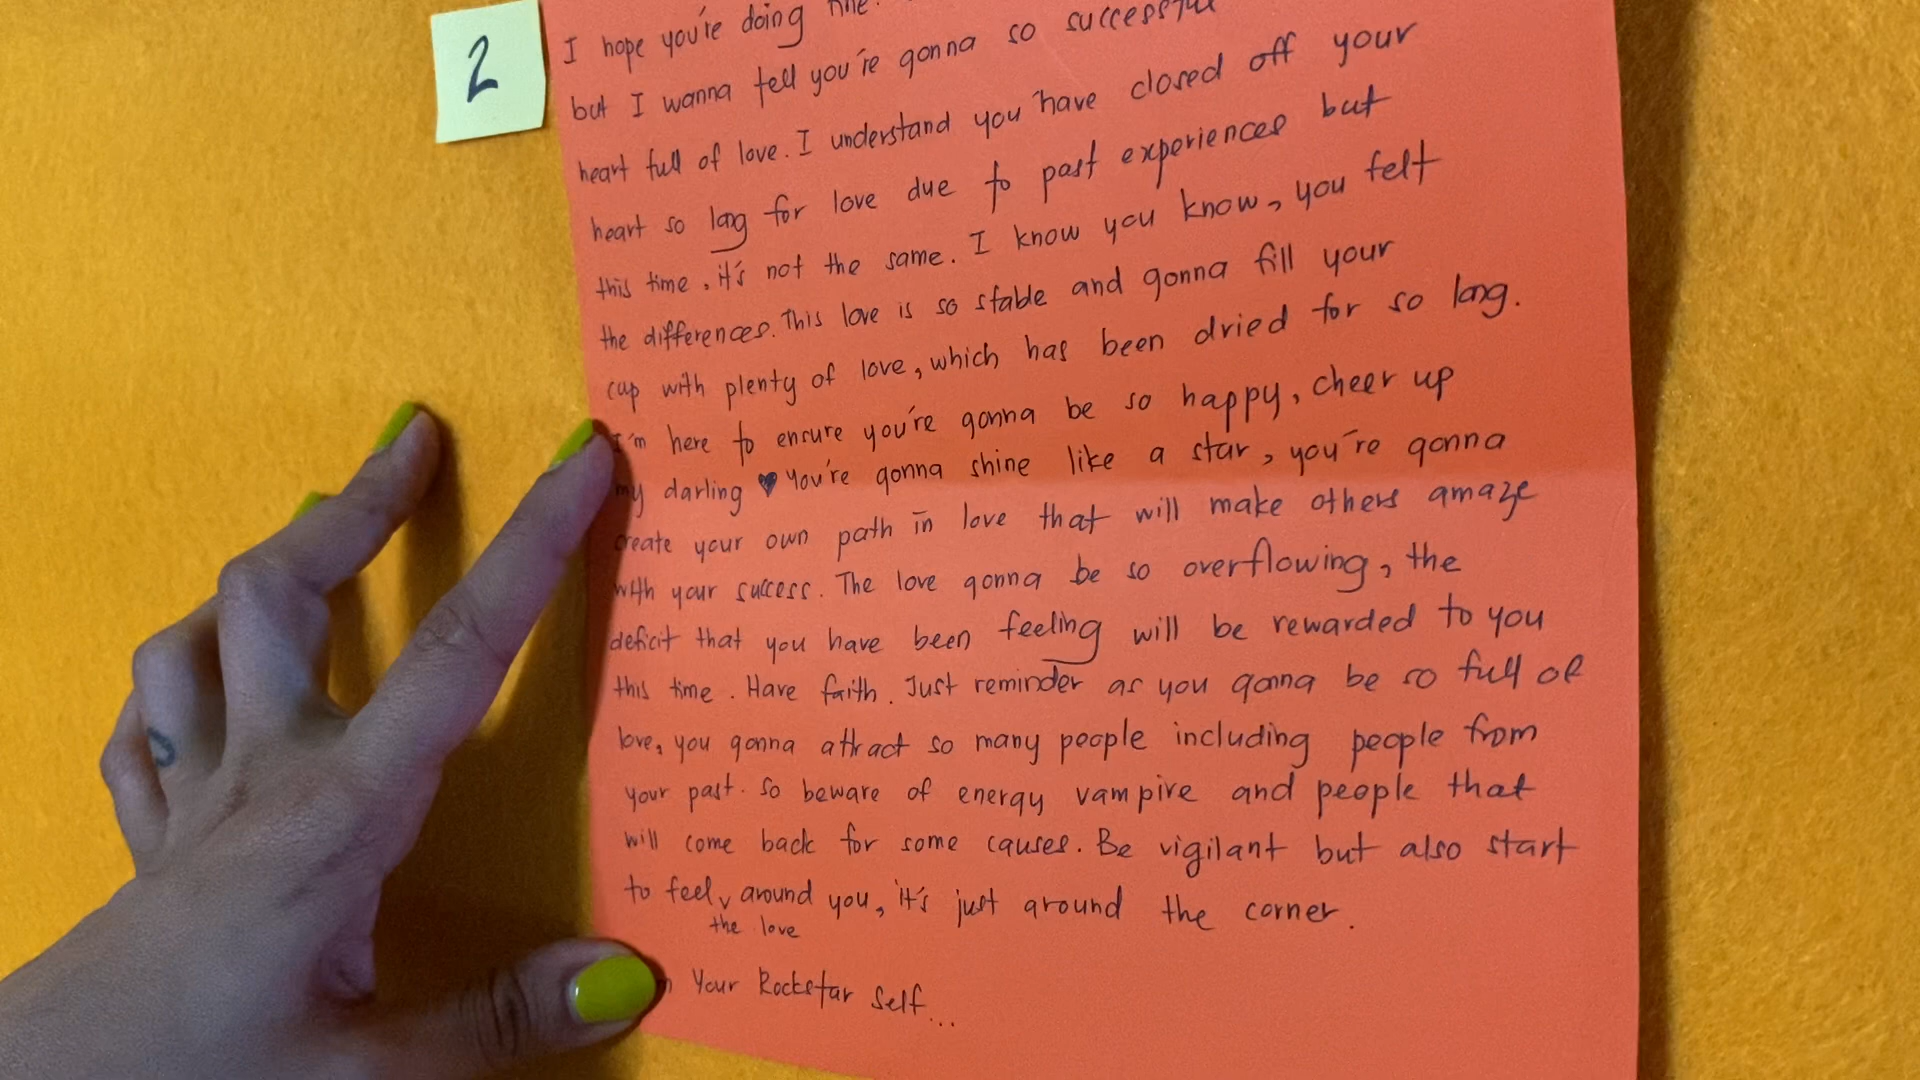 2
I hope you're doing fine.
but I wanna tell you're gonna so successful
heart full of love. I understand you have closed off your
heart so long for love due to past experiences but
this time, it's not the same. I know you know, you felt
the differences. This love is so stable and gonna fill your
cup with plenty of love, which has been dried for so long.
I'm here to ensure you're gonna be so happy, cheer up
my darling ♥ You're gonna shine like a star, you're gonna
create your own path in love that will make others amaze
with your success. The love gonna be so overflowing, the
deficit that you have been feeling will be rewarded to you
this time. Have faith. Just reminder as you gonna be so full of
love, you gonna attract so many people including people from
your past. So beware of energy vampire and people that
will come back for some causes. Be vigilant but also start
to feel the love around you, it's just around the corner.
Your Rockstar Self...